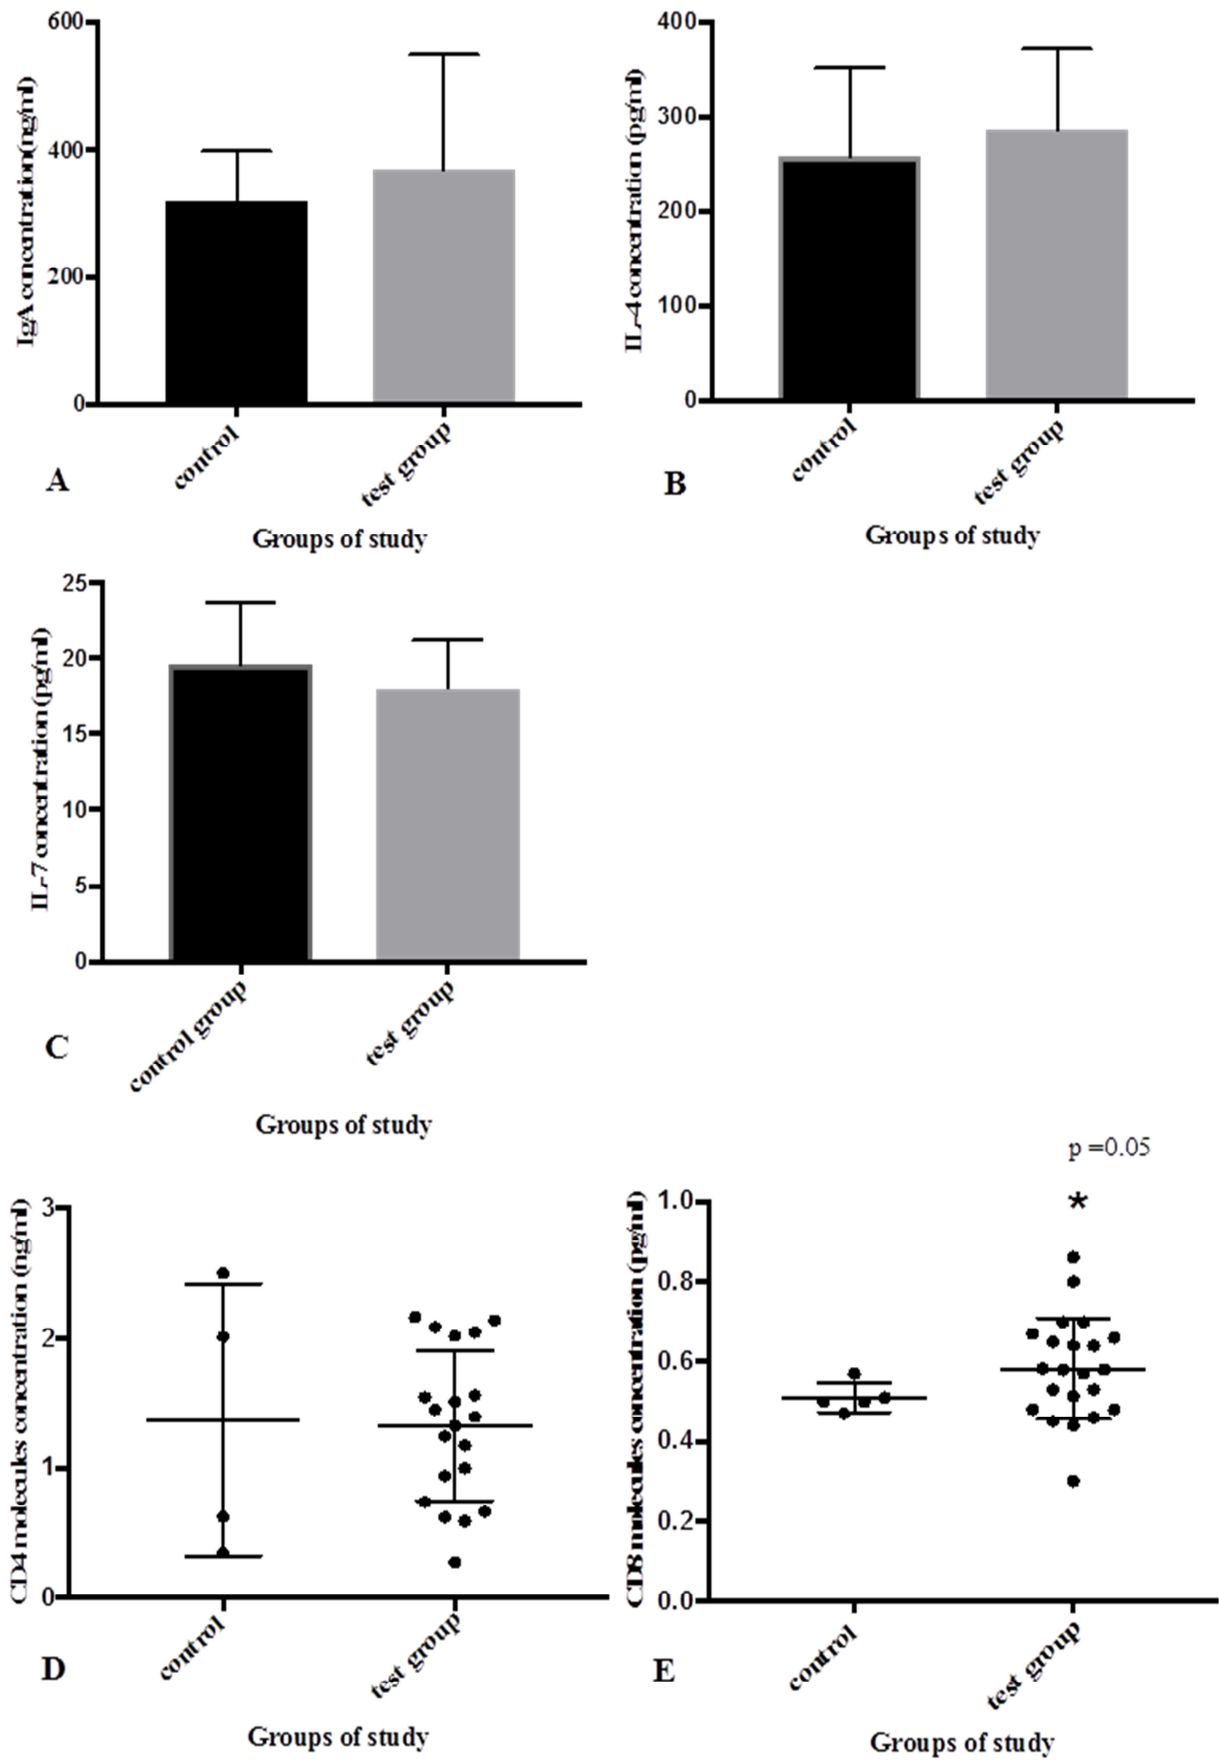 600
400
200
0
IgA concentration(ng/ml)
control
test group
A
Groups of study
400
300
200
100
0
IL-4 concentration (pg/ml)
control
test group
B
Groups of study
25
20
15
10
5
0
IL-7 concentration (pg/ml)
control group
test group
C
Groups of study
3
2
1
0
CD4 molecules concentration (ng/ml)
control
test group
D
Groups of study
p =0.05
*
1.0
0.8
0.6
0.4
0.2
0.0
CD8 molecules concentration (pg/ml)
control
test group
E
Groups of study